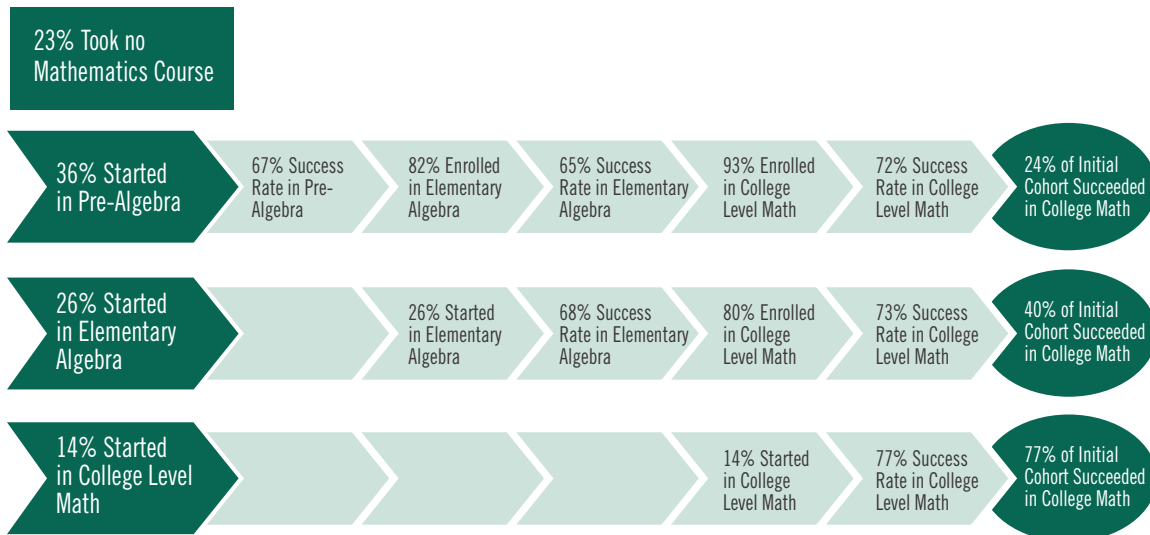 23% Took no
Mathematics Course
36% Started
in Pre-Algebra
67% Success
Rate in Pre-
Algebra
82% Enrolled
in Elementary
Algebra
65% Success
Rate in Elementary
Algebra
93% Enrolled
in College
Level Math
72% Success
Rate in College
Level Math
24% of Initial
Cohort Succeeded
in College Math
26% Started
in Elementary
Algebra
26% Started
in Elementary
Algebra
68% Success
Rate in Elementary
Algebra
80% Enrolled
in College
Level Math
73% Success
Rate in College
Level Math
40% of Initial
Cohort Succeeded
in College Math
14% Started
in College Level
Math
14% Started
in College
Level Math
77% Success
Rate in College
Level Math
77% of Initial
Cohort Succeeded
in College Math